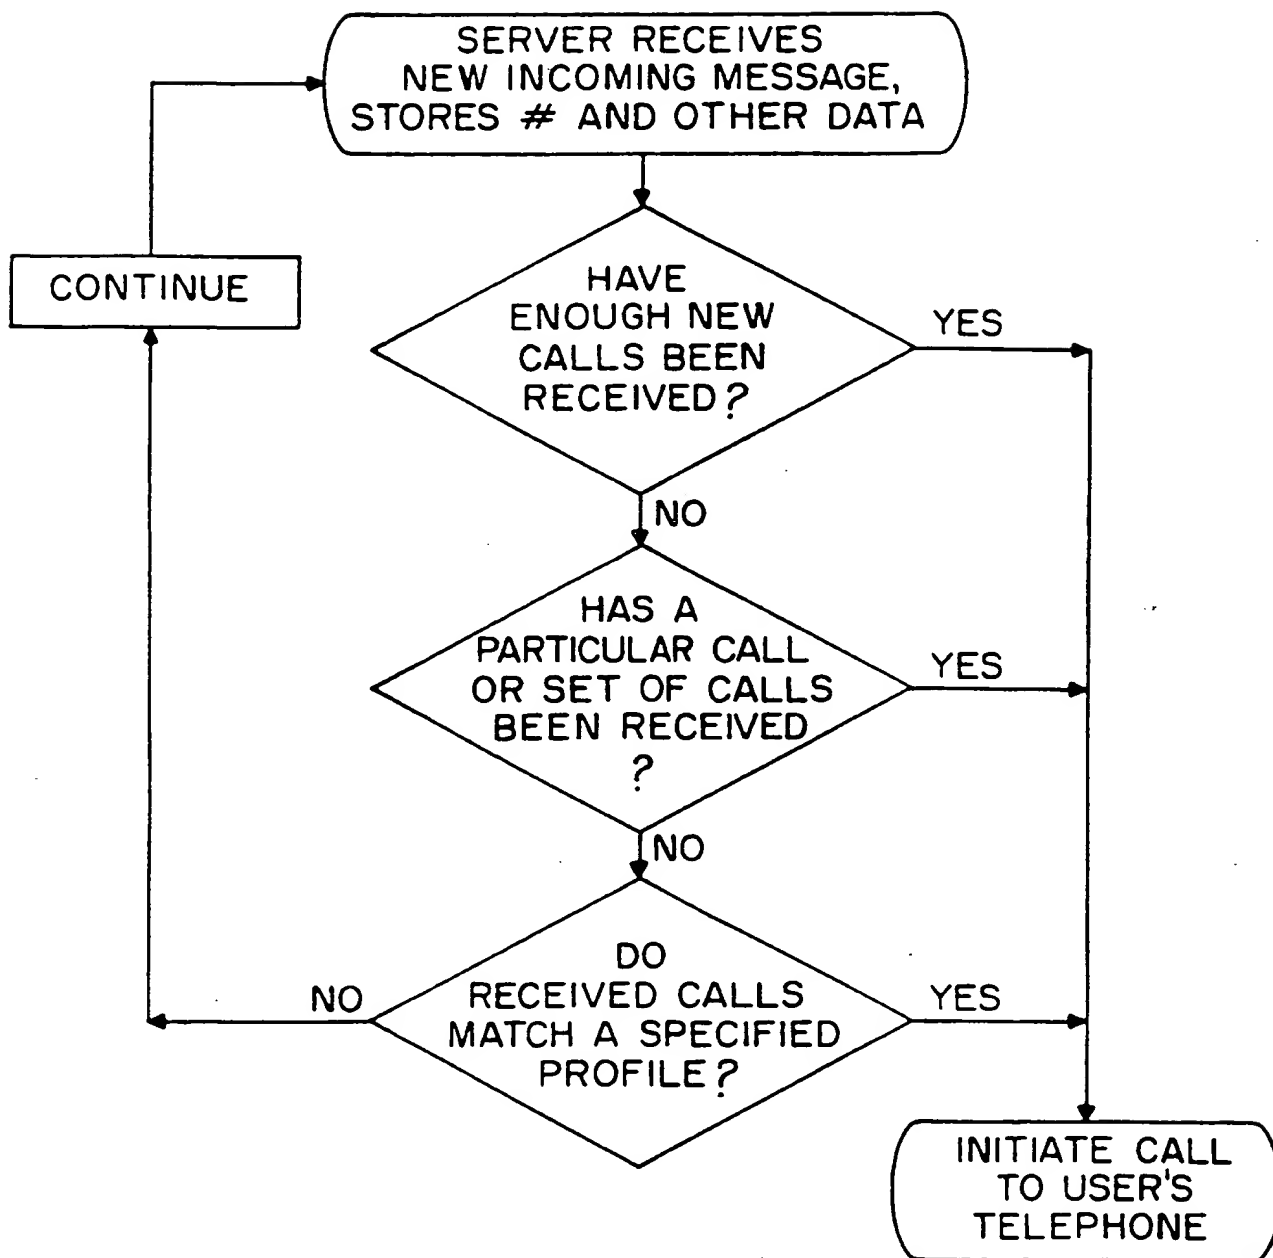 SERVER RECEIVES
NEW INCOMING MESSAGE,
STORES # AND OTHER DATA
CONTINUE
HAVE
ENOUGH NEW
CALLS BEEN
RECEIVED?
YES
NO
HAS A
PARTICULAR CALL
OR SET OF CALLS
BEEN RECEIVED
?
YES
NO
DO
RECEIVED CALLS
MATCH A SPECIFIED
PROFILE?
NO
YES
INITIATE CALL
TO USER'S
TELEPHONE